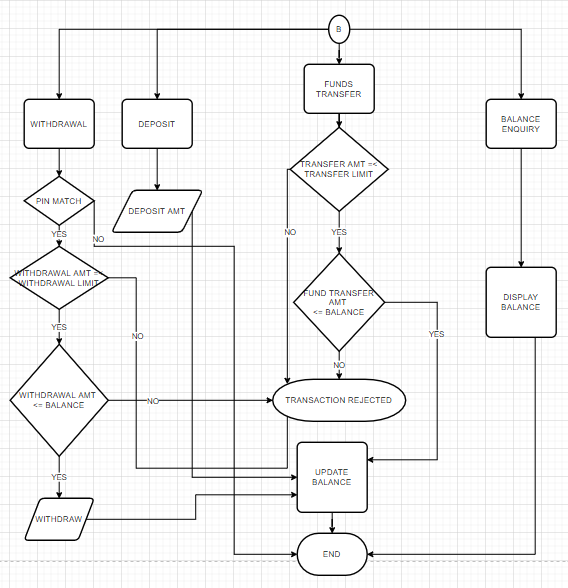 B
FUNDS
TRANSFER
WITHDRAWAL
DEPOSIT
BALANCE
ENQUIRY
TRANSFER AMT =<
TRANSFER LIMIT
PIN MATCH
DEPOSIT AMT
YES
NO
NO
YES
WITHDRAWAL AMT =<
WITHDRAWAL LIMIT
FUND TRANSFER
AMT
<= BALANCE
DISPLAY
BALANCE
YES
NO
YES
NO
WITHDRAWAL AMT
<= BALANCE
NO
TRANSACTION REJECTED
YES
UPDATE
BALANCE
WITHDRAW
END